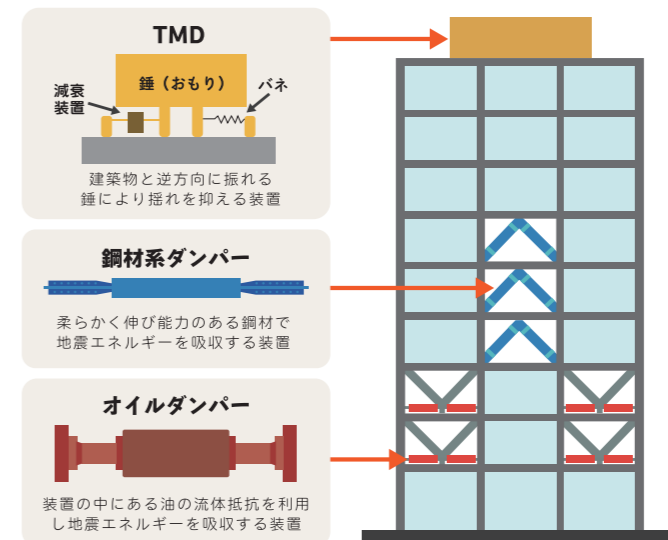 TMD
錘（おもり）
バネ
減衰
装置
建築物と逆方向に振れる
錘により揺れを抑える装置
鋼材系ダンパー
柔らかく伸び能力のある鋼材で
地震エネルギーを吸収する装置
オイルダンパー
装置の中にある油の流体抵抗を利用
し地震エネルギーを吸収する装置